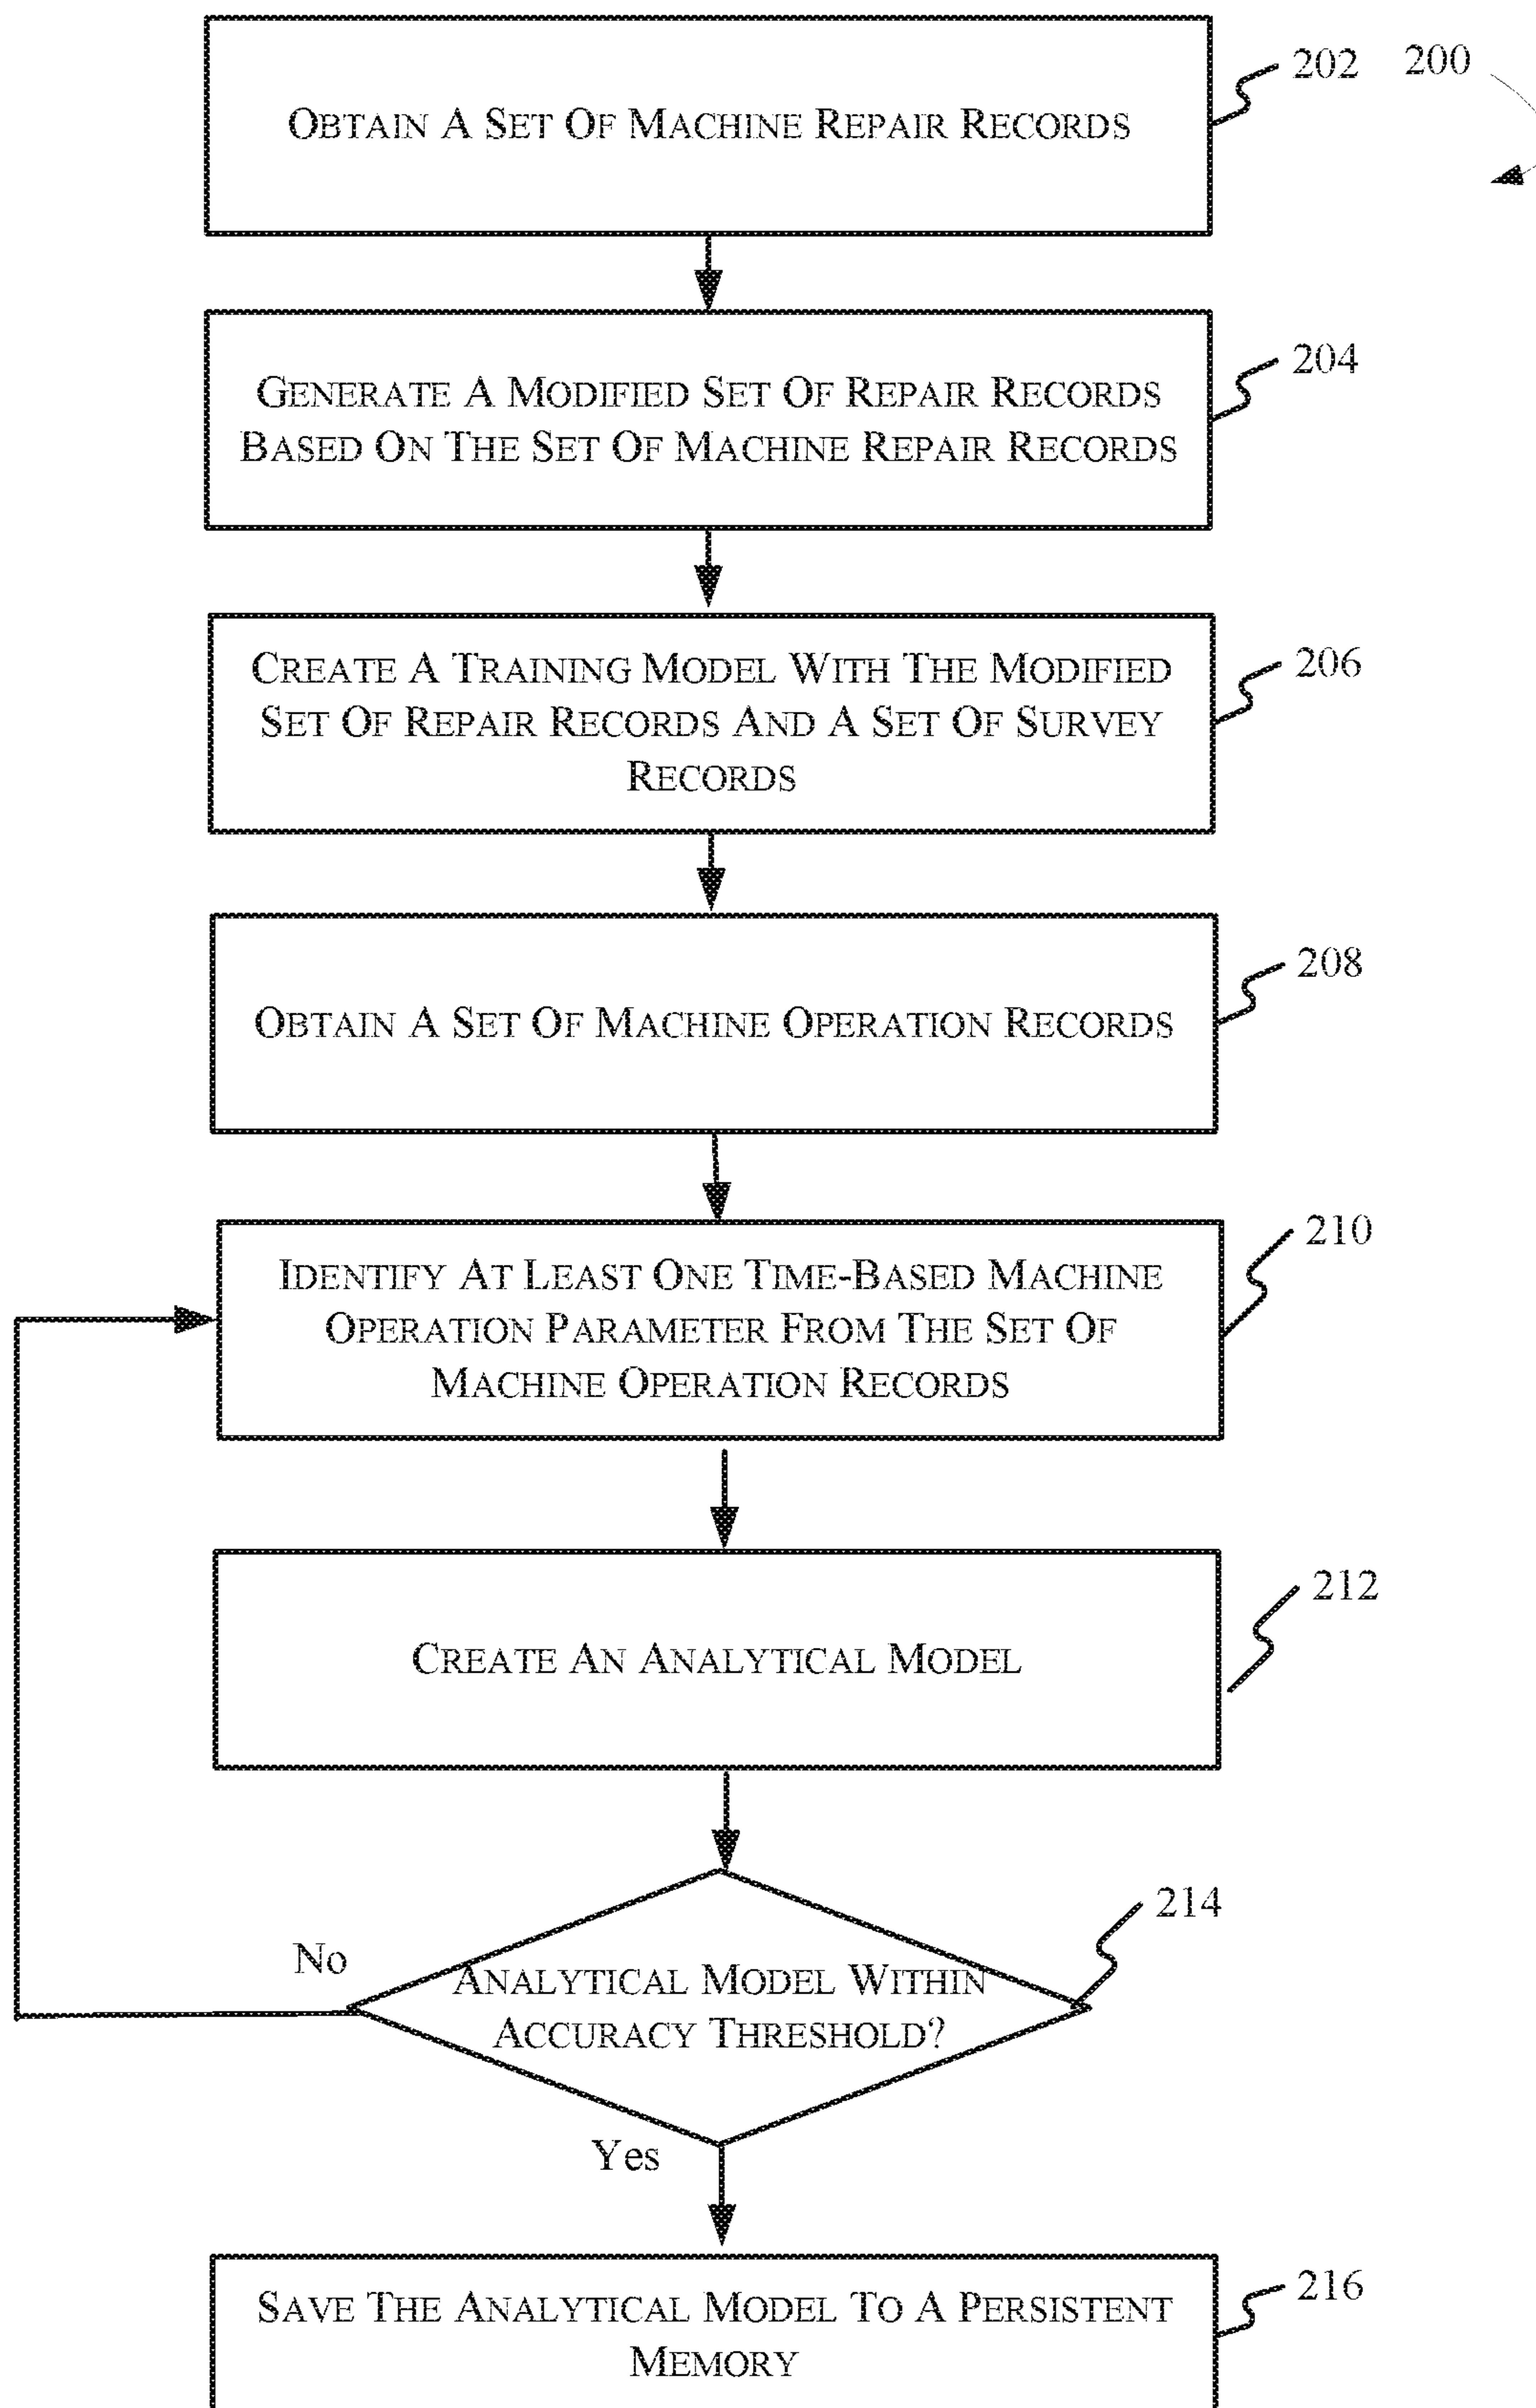 OBTAIN A SET OF MACHINE REPAIR RECORDS
202
200
GENERATE A MODIFIED SET OF REPAIR RECORDS
BASED ON THE SET OF MACHINE REPAIR RECORDS
204
CREATE A TRAINING MODEL WITH THE MODIFIED
SET OF REPAIR RECORDS AND A SET OF SURVEY
RECORDS
206
OBTAIN A SET OF MACHINE OPERATION RECORDS
208
IDENTIFY AT LEAST ONE TIME-BASED MACHINE
OPERATION PARAMETER FROM THE SET OF
MACHINE OPERATION RECORDS
210
CREATE AN ANALYTICAL MODEL
212
ANALYTICAL MODEL WITHIN
ACCURACY THRESHOLD?
214
No
Yes
SAVE THE ANALYTICAL MODEL TO A PERSISTENT
MEMORY
216